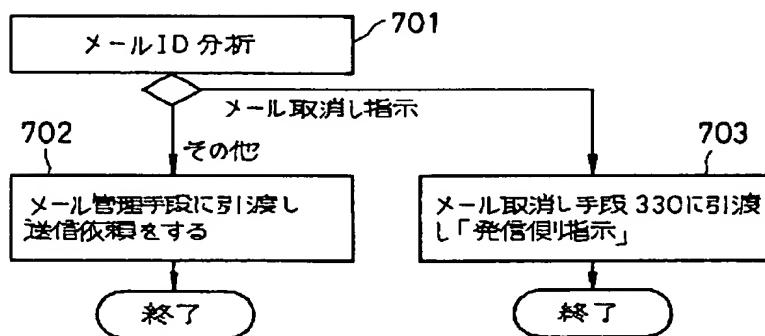 701
メールID分析
メール取消し指示
その他
702
メール管理手段に引渡し
送信依頼をする
終了
703
メール取消し手段330に引渡
し「発信側指示」
終了